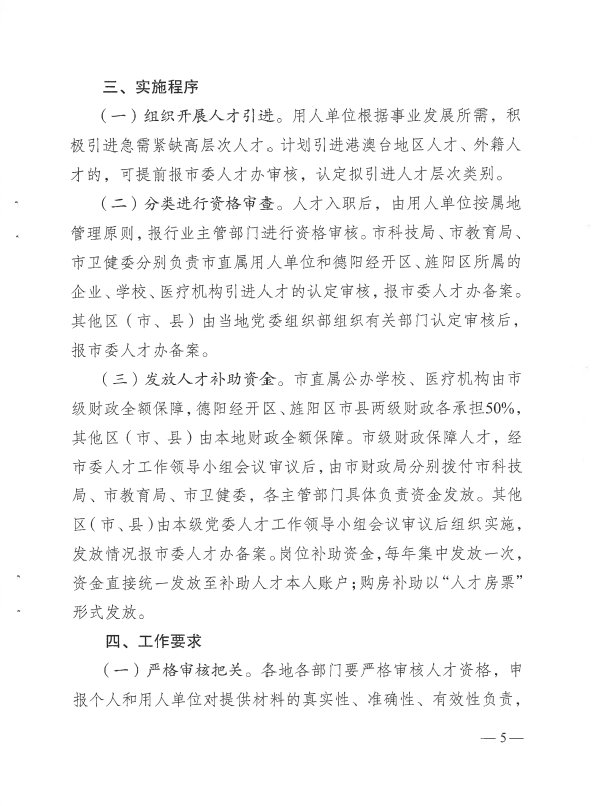 三、实施程序
（一）组织开展人才引进。用人单位根据事业发展所需，积
极引进急需紧缺高层次人才。计划引进港澳台地区人才、外籍人
才的，可提前报市委人才办审核，认定拟引进人才层次类别。
（二）分类进行资格审查。人才入职后，由用人单位按属地
管理原则，报行业主管部门进行资格审核。市科技局、市教育局、
市卫健委分别负责市直属用人单位和德阳经开区、旌阳区所属的
企业、学校、医疗机构引进人才的认定审核，报市委人才办备案。
其他区（市、县）由当地党委组织部组织有关部门认定审核后，
报市委人才办备案。
（三）发放人才补助资金。市直属公办学校、医疗机构由市
级财政全额保障，德阳经开区、旌阳区市县两级财政各承担50%，
其他区（市、县）由本地财政全额保障。市级财政保障人才，经
市委人才工作领导小组会议审议后，由市财政局分别拨付市科技
局、市教育局、市卫健委，各主管部门具体负责资金发放。其他
区（市、县）由本级党委人才工作领导小组会议审议后组织实施，
发放情况报市委人才办备案。岗位补助资金，每年集中发放一次，
资金直接统一发放至补助人才本人账户；购房补助以“人才房票”
形式发放。
四、工作要求
（一）严格审核把关。各地各部门要严格审核人才资格，申
报个人和用人单位对提供材料的真实性、准确性、有效性负责，
— 5 —